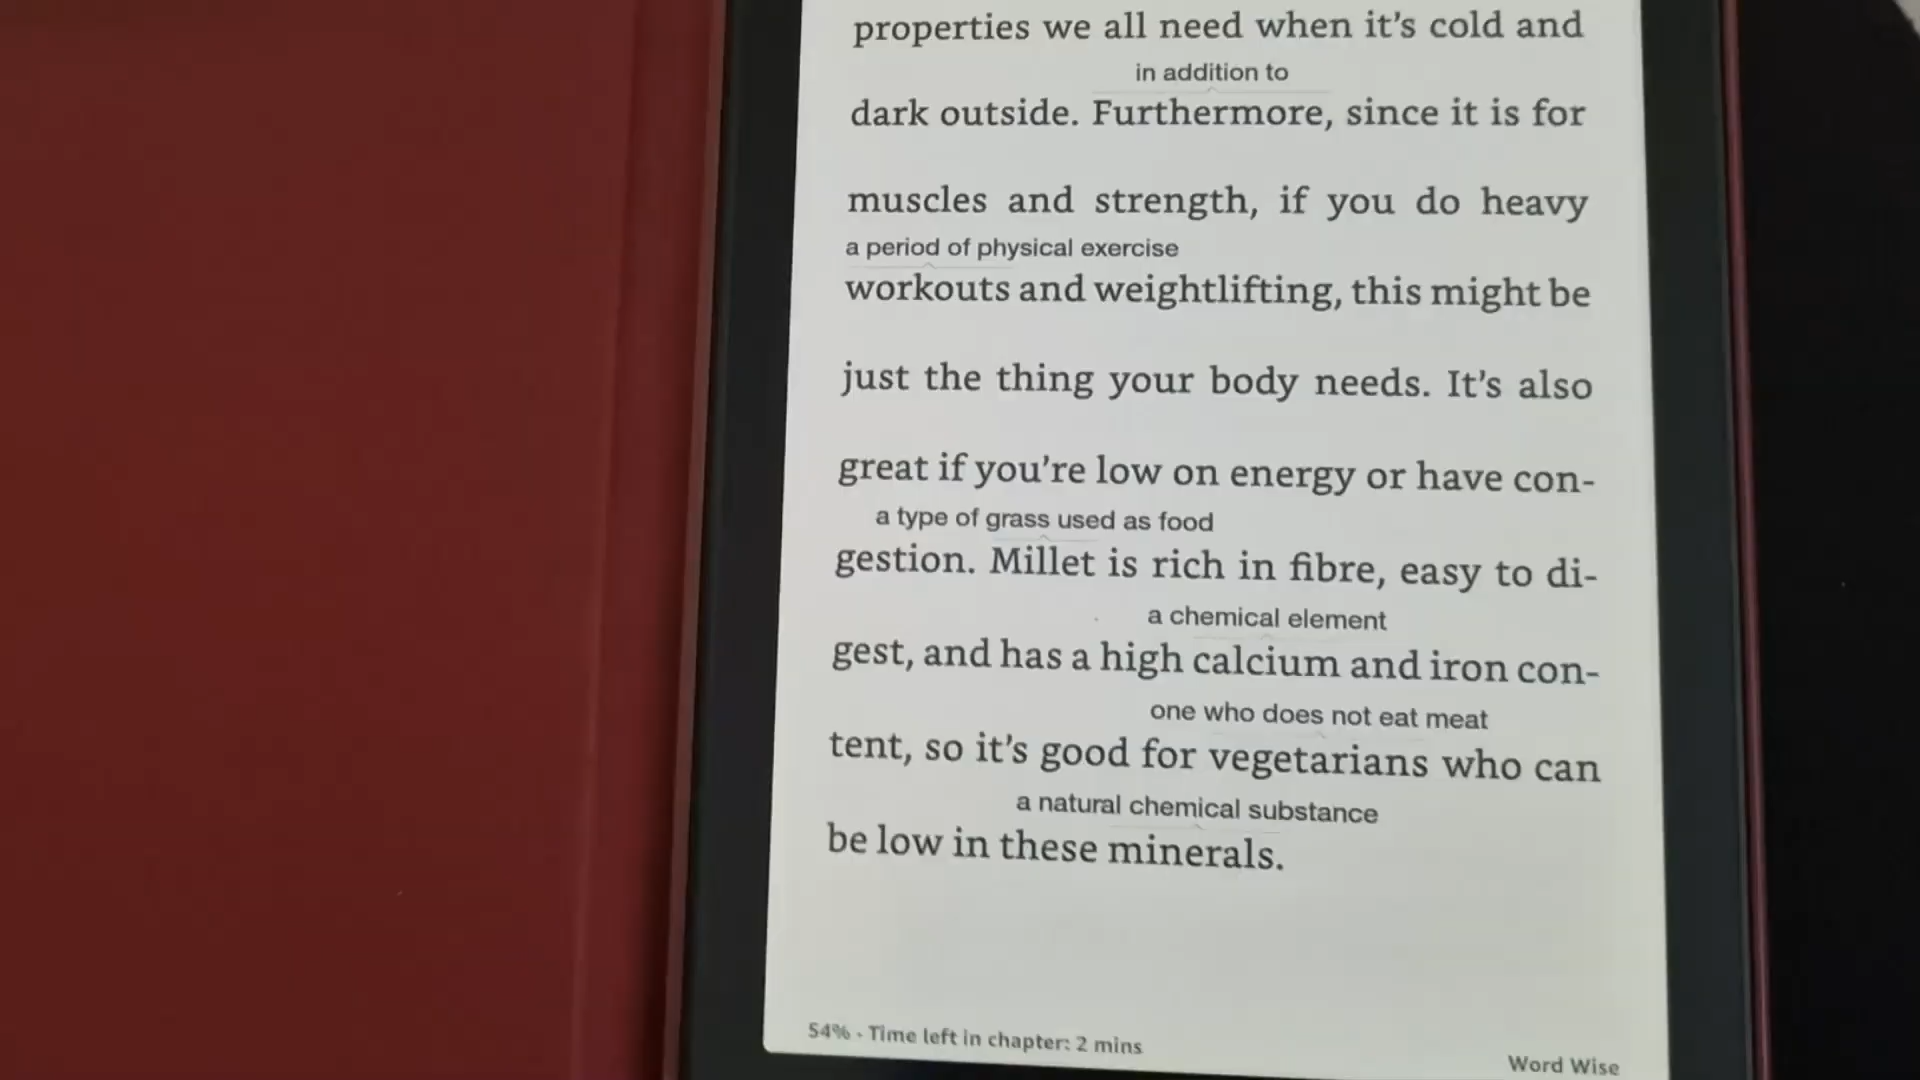 properties we all need when it's cold and
in addition to
dark outside. Furthermore, since it is for
muscles and strength, if you do heavy
a period of physical exercise
workouts and weightlifting, this might be
just the thing your body needs. It's also
great if you're low on energy or have con-
a type of grass used as food
gestion. Millet is rich in fibre, easy to di-
a chemical element
gest, and has a high calcium and iron con-
one who does not eat meat
tent, so it's good for vegetarians who can
a natural chemical substance
be low in these minerals.
54% - Time left in chapter: 2 mins
Word Wise